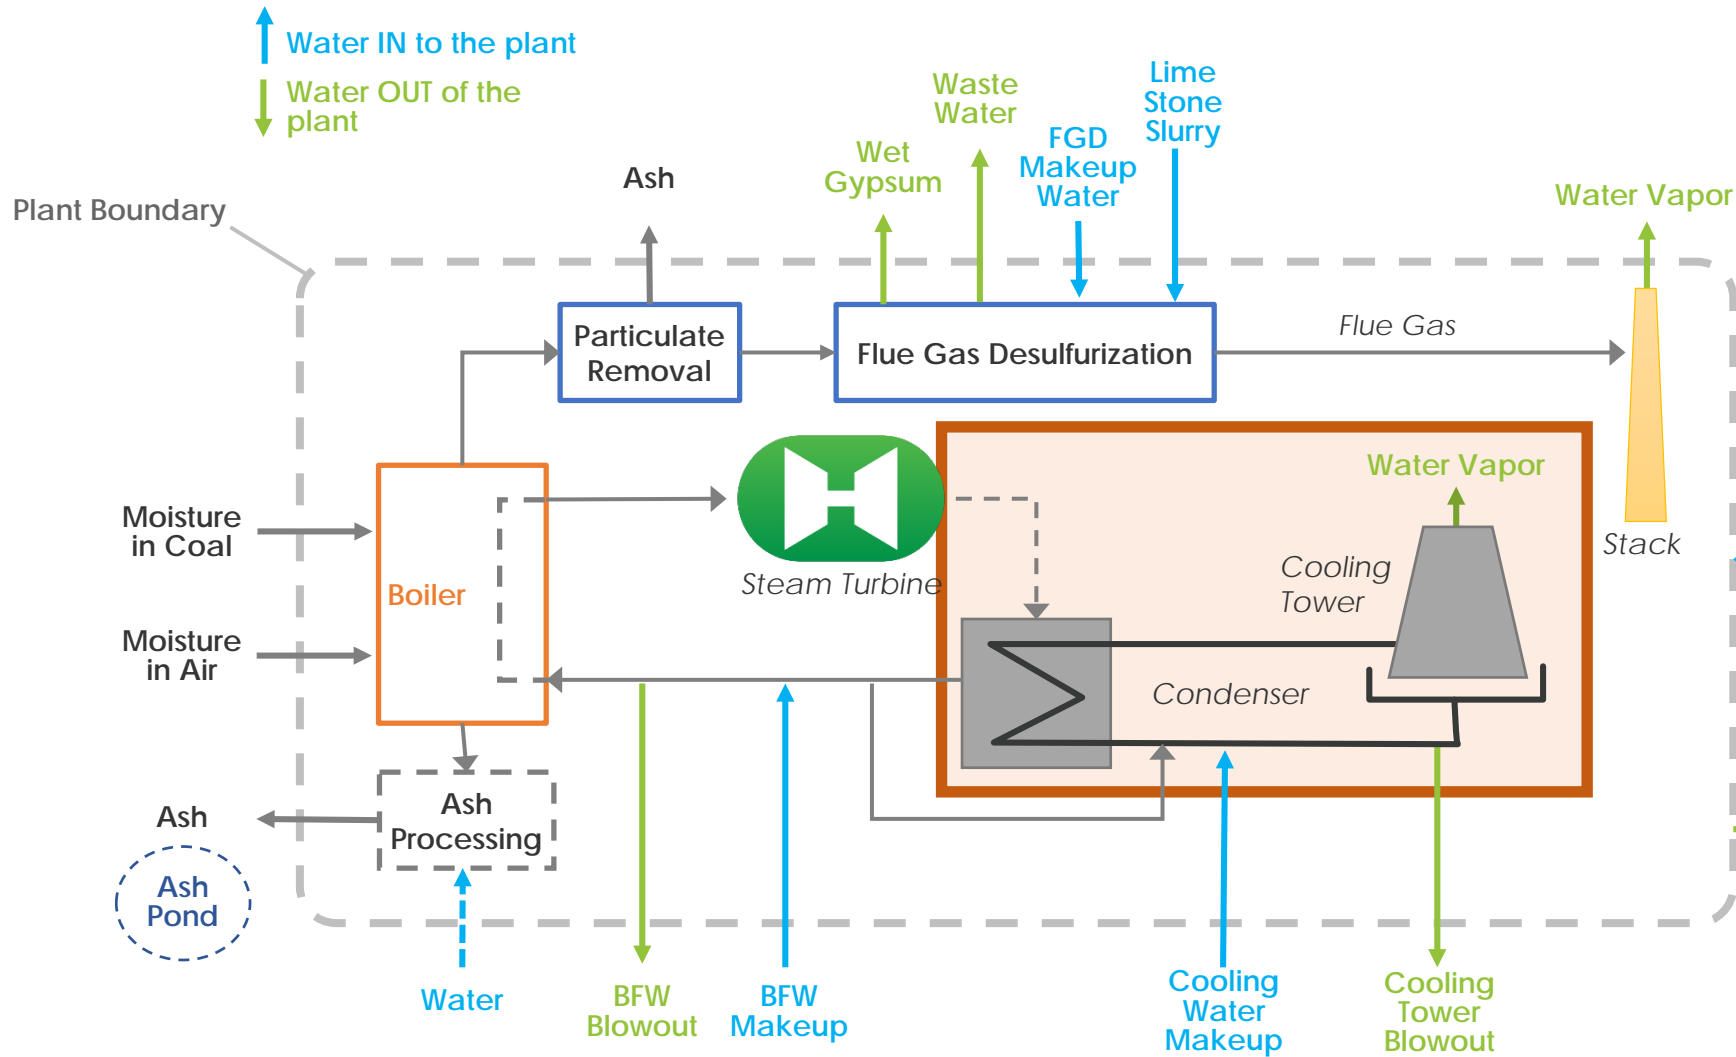 Water IN to the plant
Water OUT of the
plant
Plant Boundary
Ash
Wet
Gypsum
Waste
Water
FGD
Makeup
Water
Lime
Stone
Slurry
Water Vapor
Particulate
Removal
Flue Gas Desulfurization
Flue Gas
Stack
Moisture
in Coal
Moisture
in Air
Boiler
Steam Turbine
Water Vapor
Cooling
Tower
Condenser
Ash
Processing
Ash
Ash
Pond
Water
BFW
Blowout
BFW
Makeup
Cooling
Water
Makeup
Cooling
Tower
Blowout